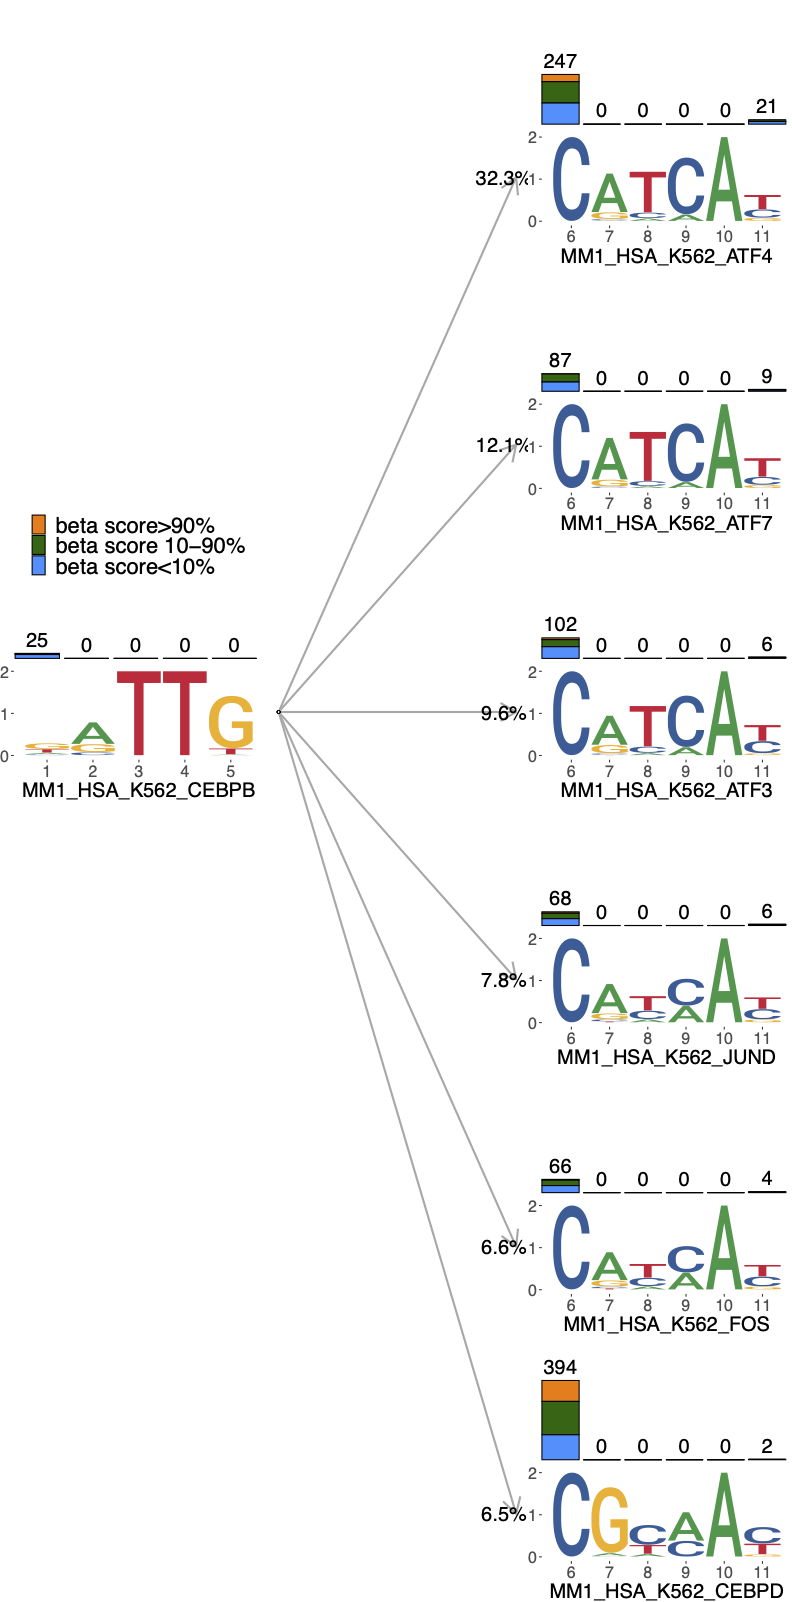 247
0 0 0 0 21
2
32.3% 1
0
C A T C A T
G C A C
6 7 8 9 10 11
MM1_HSA_K562_ATF4
87
0 0 0 0 9
2
12.1% 1
0
C A T C A T
G C A C
6 7 8 9 10 11
MM1_HSA_K562_ATF7
beta score>90%
beta score 10–90%
beta score<10%
25 0 0 0 0
2
1
0
G A T T G
T G T
1 2 3 4 5
MM1_HSA_K562_CEBPB
102
0 0 0 0 6
2
9.6% 1
0
C A T C A T
G C A C
6 7 8 9 10 11
MM1_HSA_K562_ATF3
68
0 0 0 0 6
2
7.8% 1
0
C A T C A T
G C A C
6 7 8 9 10 11
MM1_HSA_K562_JUND
66
0 0 0 0 4
2
6.6% 1
0
C A T C A T
G C A C
6 7 8 9 10 11
MM1_HSA_K562_FOS
394
0 0 0 0 2
2
6.5% 1
0
C G C A A C
A T C T
6 7 8 9 10 11
MM1_HSA_K562_CEBPD